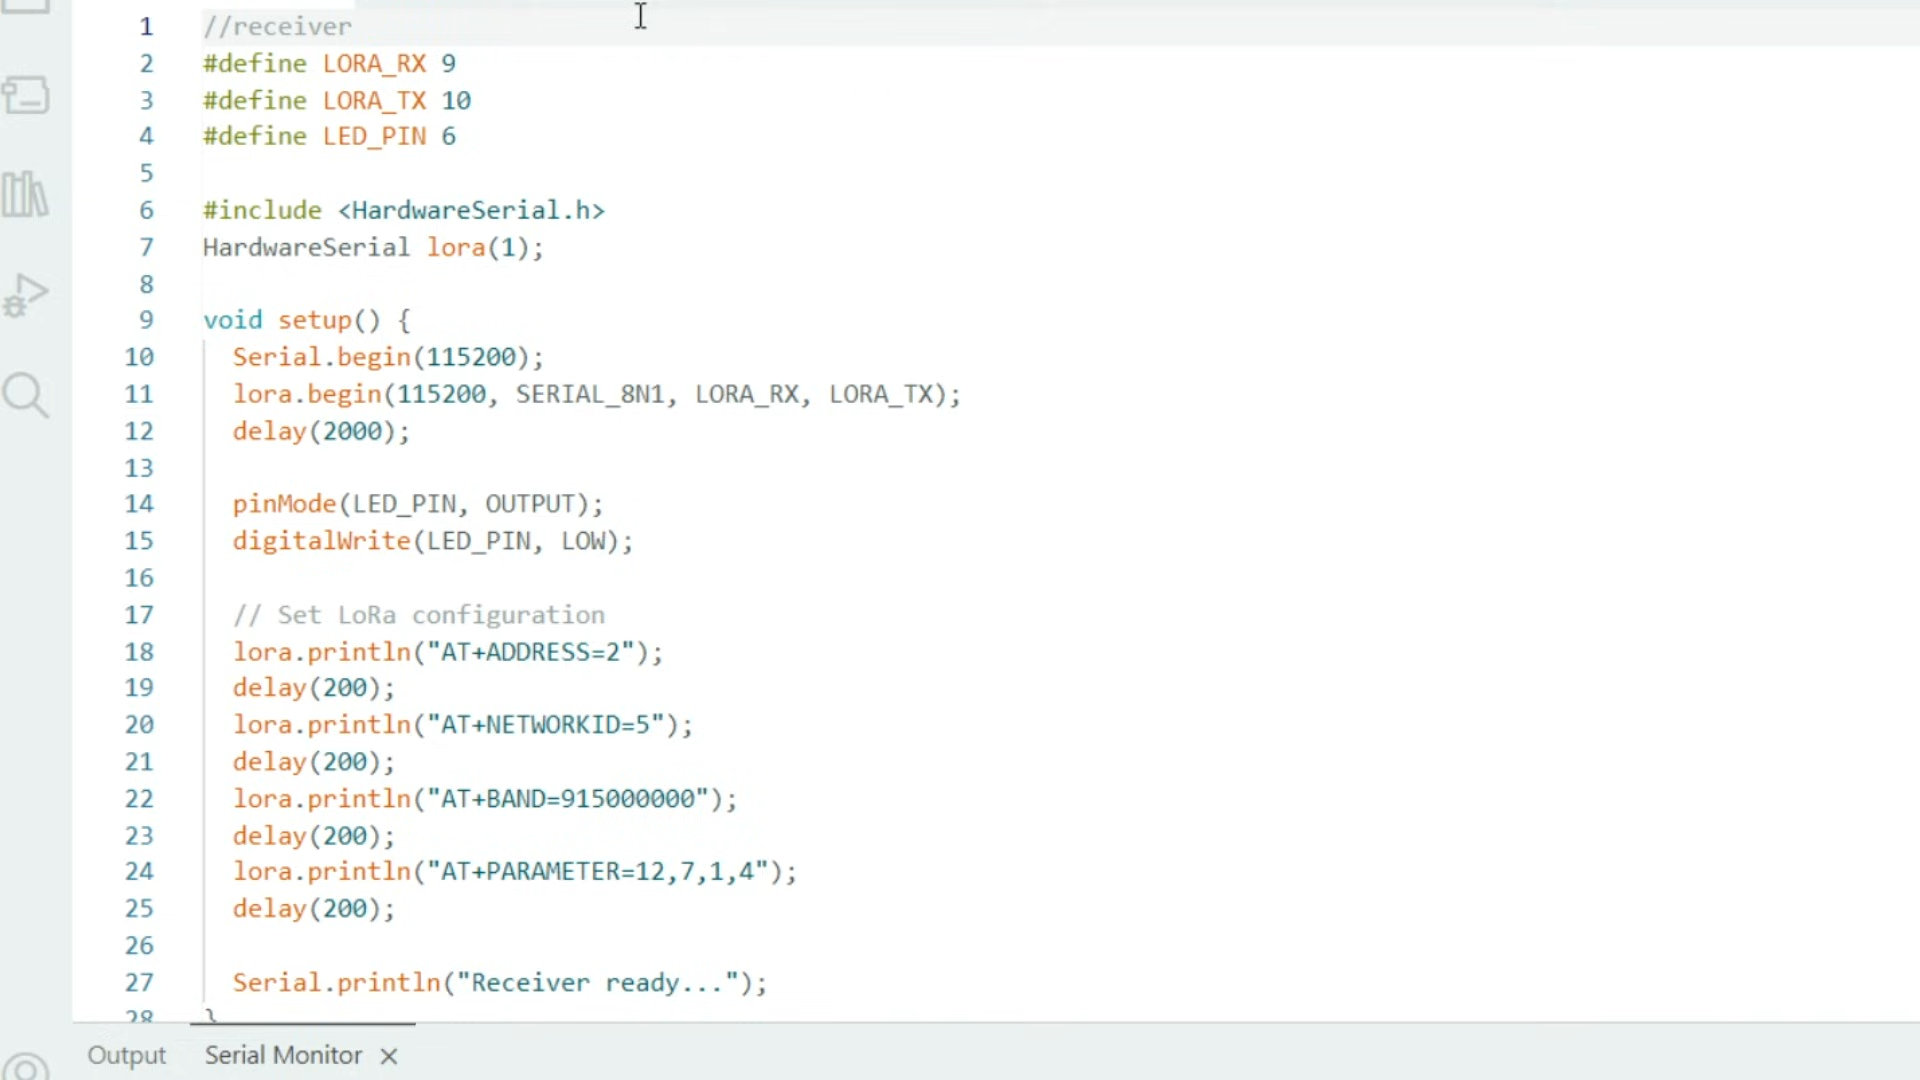 1 //receiver
2 #define LORA_RX 9
3 #define LORA_TX 10
4 #define LED_PIN 6
5
6 #include <HardwareSerial.h>
7 HardwareSerial lora(1);
8
9 void setup() {
10 Serial.begin(115200);
11 lora.begin(115200, SERIAL_8N1, LORA_RX, LORA_TX);
12 delay(2000);
13
14 pinMode(LED_PIN, OUTPUT);
15 digitalWrite(LED_PIN, LOW);
16
17 // Set LoRa configuration
18 lora.println("AT+ADDRESS=2");
19 delay(200);
20 lora.println("AT+NETWORKID=5");
21 delay(200);
22 lora.println("AT+BAND=915000000");
23 delay(200);
24 lora.println("AT+PARAMETER=12,7,1,4");
25 delay(200);
26
27 Serial.println("Receiver ready...");
28 }
Output Serial Monitor ×